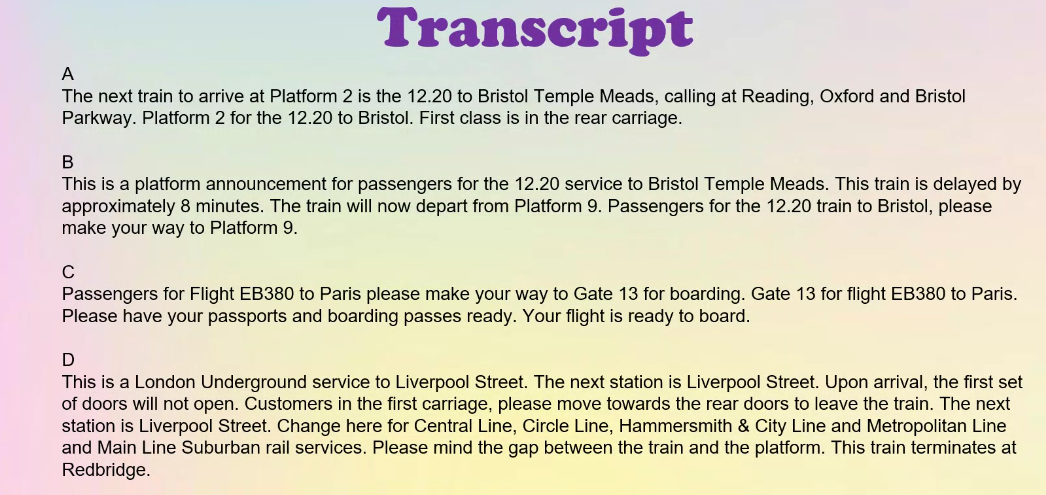 Transcript
A
The next train to arrive at Platform 2 is the 12.20 to Bristol Temple Meads, calling at Reading, Oxford and Bristol
Parkway. Platform 2 for the 12.20 to Bristol. First class is in the rear carriage.
B
This is a platform announcement for passengers for the 12.20 service to Bristol Temple Meads. This train is delayed by
approximately 8 minutes. The train will now depart from Platform 9. Passengers for the 12.20 train to Bristol, please
make your way to Platform 9.
C
Passengers for Flight EB380 to Paris please make your way to Gate 13 for boarding. Gate 13 for flight EB380 to Paris.
Please have your passports and boarding passes ready. Your flight is ready to board.
D
This is a London Underground service to Liverpool Street. The next station is Liverpool Street. Upon arrival, the first set
of doors will not open. Customers in the first carriage, please move towards the rear doors to leave the train. The next
station is Liverpool Street. Change here for Central Line, Circle Line, Hammersmith & City Line and Metropolitan Line
and Main Line Suburban rail services. Please mind the gap between the train and the platform. This train terminates at
Redbridge.